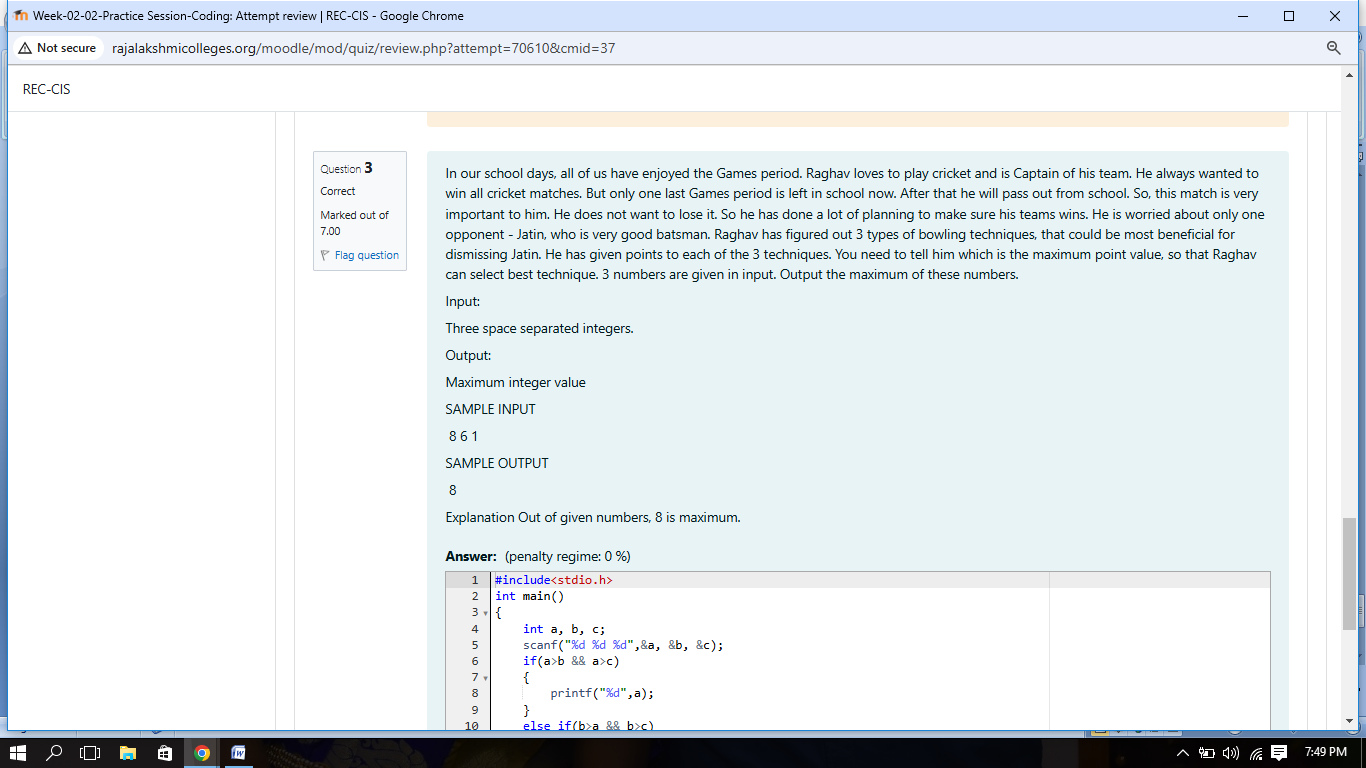 Week-02-02-Practice Session-Coding: Attempt review | REC-CIS - Google Chrome
Not secure rajalakshmicolleges.org/moodle/mod/quiz/review.php?attempt=70610&cmid=37
REC-CIS
Question 3
Correct
Marked out of
7.00
Flag question
In our school days, all of us have enjoyed the Games period. Raghav loves to play cricket and is Captain of his team. He always wanted to
win all cricket matches. But only one last Games period is left in school now. After that he will pass out from school. So, this match is very
important to him. He does not want to lose it. So he has done a lot of planning to make sure his teams wins. He is worried about only one
opponent - Jatin, who is very good batsman. Raghav has figured out 3 types of bowling techniques, that could be most beneficial for
dismissing Jatin. He has given points to each of the 3 techniques. You need to tell him which is the maximum point value, so that Raghav
can select best technique. 3 numbers are given in input. Output the maximum of these numbers.
Input:
Three space separated integers.
Output:
Maximum integer value
SAMPLE INPUT
8 6 1
SAMPLE OUTPUT
8
Explanation Out of given numbers, 8 is maximum.
Answer: (penalty regime: 0 %)
1 #include<stdio.h>
2 int main()
3 {
4 int a, b, c;
5 scanf("%d %d %d",&a, &b, &c);
6 if(a>b && a>c)
7 {
8 printf("%d",a);
9 }
10 else if(b>a && b>c)
7:49 PM